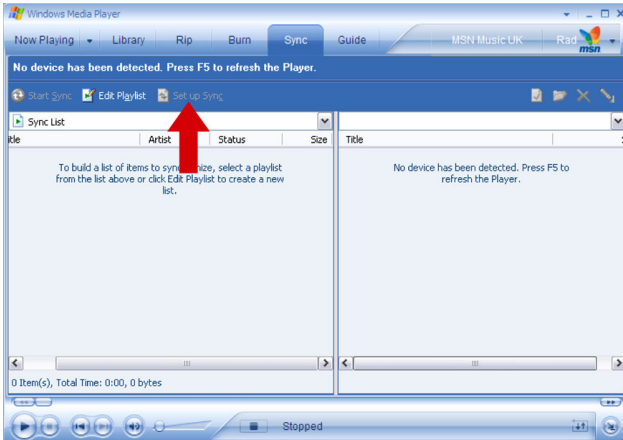 Windows Media Player
Now Playing Library Rip Burn Sync Guide MSN Music UK Rad msn
No device has been detected. Press F5 to refresh the Player.
Start Sync Edit Playlist Set up Sync
Sync List
itle Artist Status Size Title
To build a list of items to synchronize, select a playlist
from the list above or click Edit Playlist to create a new
list.
No device has been detected. Press F5 to
refresh the Player.
0 Item(s), Total Time: 0:00, 0 bytes
Stopped